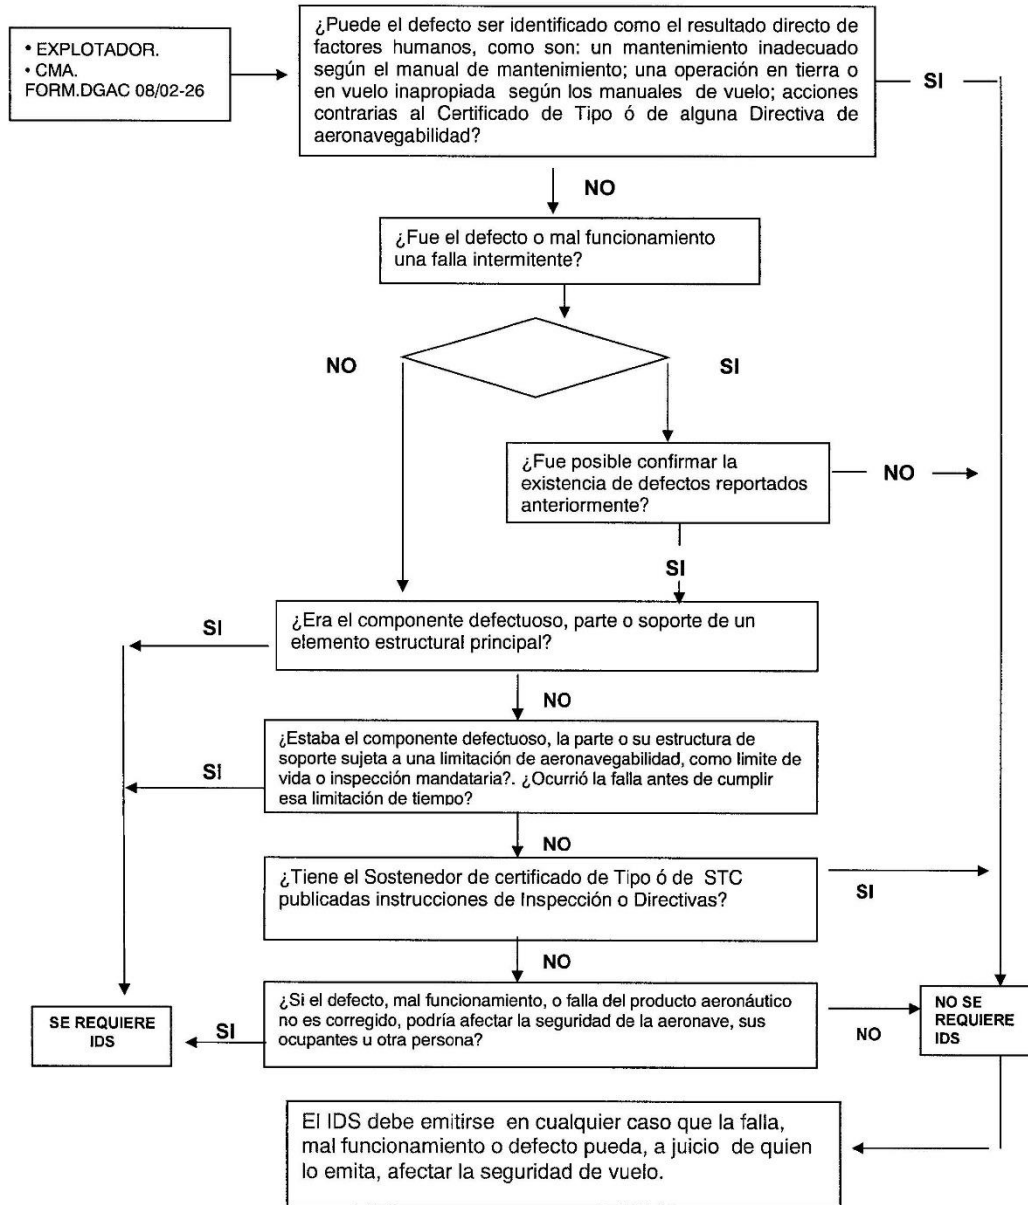 • EXPLOTADOR.
• CMA.
FORM.DGAC 08/02-26
¿Puede el defecto ser identificado como el resultado directo de
factores humanos, como son: un mantenimiento inadecuado
según el manual de mantenimiento; una operación en tierra o
en vuelo inapropiada según los manuales de vuelo; acciones
contrarias al Certificado de Tipo ó de alguna Directiva de
aeronavegabilidad?
SI
NO
¿Fue el defecto o mal funcionamiento
una falla intermitente?
NO
SI
¿Fue posible confirmar la
existencia de defectos reportados
anteriormente?
NO
SI
¿Era el componente defectuoso, parte o soporte de un
elemento estructural principal?
SI
NO
¿Estaba el componente defectuoso, la parte o su estructura de
soporte sujeta a una limitación de aeronavegabilidad, como limite de
vida o inspección mandataria?. ¿Ocurrió la falla antes de cumplir
esa limitación de tiempo?
SI
NO
¿Tiene el Sostenedor de certificado de Tipo ó de STC
publicadas instrucciones de Inspección o Directivas?
SI
NO
¿Si el defecto, mal funcionamiento, o falla del producto aeronáutico
no es corregido, podría afectar la seguridad de la aeronave, sus
ocupantes u otra persona?
SI
NO
SE REQUIERE
IDS
NO SE
REQUIERE
IDS
El IDS debe emitirse en cualquier caso que la falla,
mal funcionamiento o defecto pueda, a juicio de quien
lo emita, afectar la seguridad de vuelo.